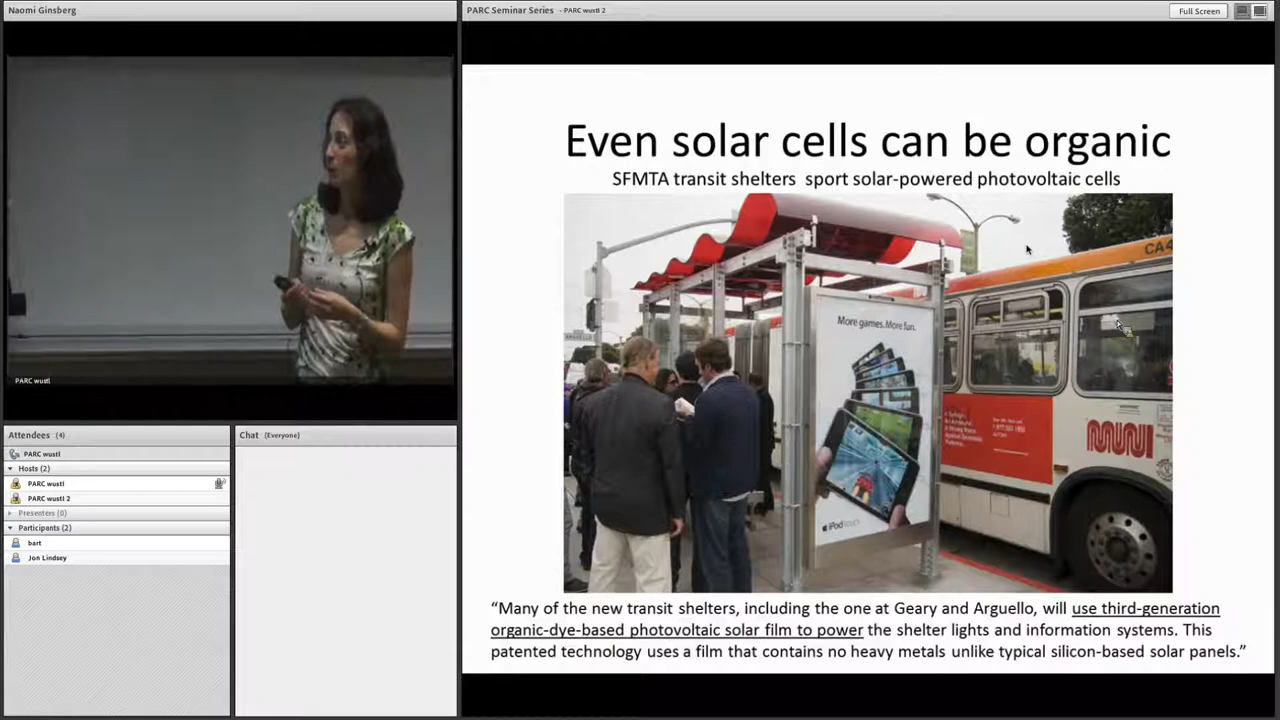 Naomi Ginsberg
PARC Seminar Series - PARC wustl 2
Full Screen
Even solar cells can be organic
SFMTA transit shelters sport solar-powered photovoltaic cells
CA4
ARGUELLO
More games. More fun.
MUNI
iPod touch
PARC wustl
“Many of the new transit shelters, including the one at Geary and Arguello, will use third-generation
organic-dye-based photovoltaic solar film to power the shelter lights and information systems. This
patented technology uses a film that contains no heavy metals unlike typical silicon-based solar panels.”
Attendees (4)
PARC wustl
Hosts (2)
PARC wustl
PARC wustl 2
Presenters (0)
Participants (2)
bart
Jon Lindsey
Chat (Everyone)